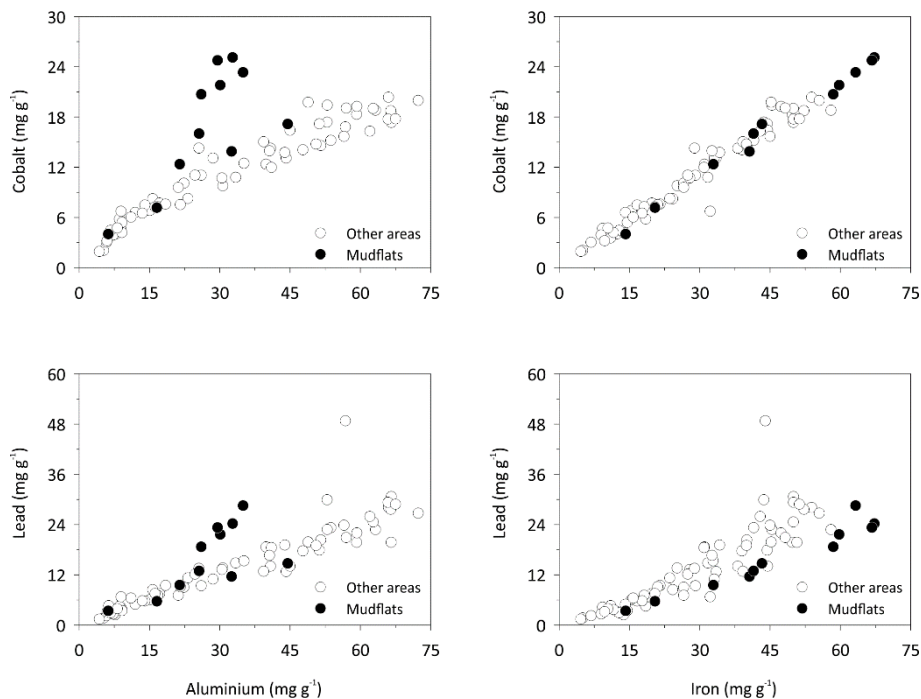 30
24
18
12
6
0
Cobalt (mg g⁻¹)
Other areas
Mudflats
0 15 30 45 60 75
30
24
18
12
6
0
Cobalt (mg g⁻¹)
Other areas
Mudflats
0 15 30 45 60 75
60
48
36
24
12
0
Lead (mg g⁻¹)
Other areas
Mudflats
0 15 30 45 60 75
Aluminium (mg g⁻¹)
60
48
36
24
12
0
Lead (mg g⁻¹)
Other areas
Mudflats
0 15 30 45 60 75
Iron (mg g⁻¹)